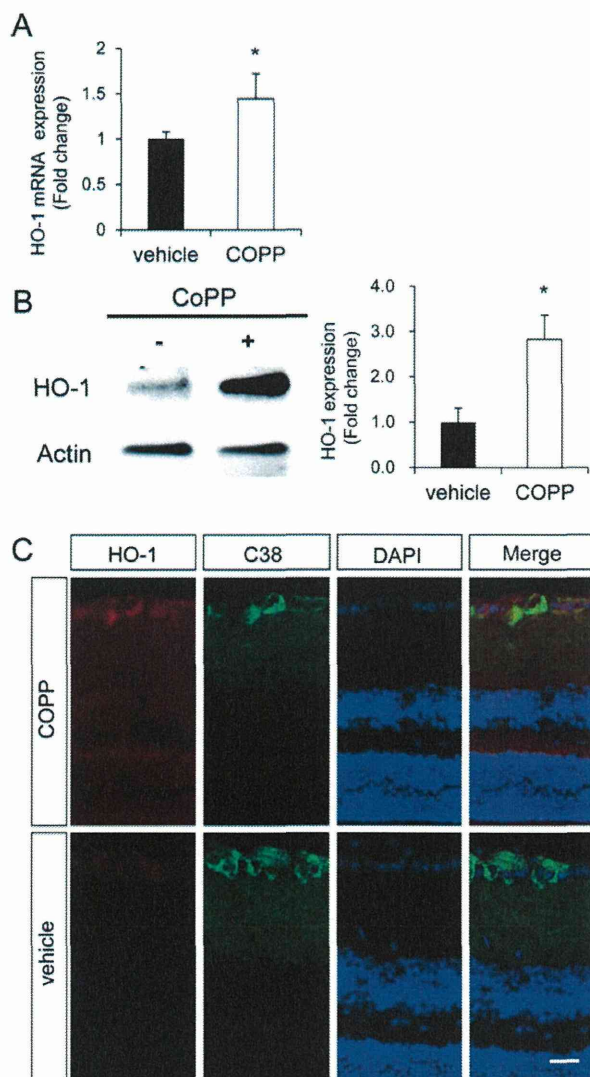 A
HO-1 mRNA expression
(Fold change)
2
1.5
1
0.5
0
*
vehicle
COPP
B
CoPP
-
+
HO-1
Actin
HO-1 expression
(Fold change)
4.0
3.0
2.0
1.0
0.0
*
vehicle
COPP
C
HO-1
C38
DAPI
Merge
COPP
vehicle